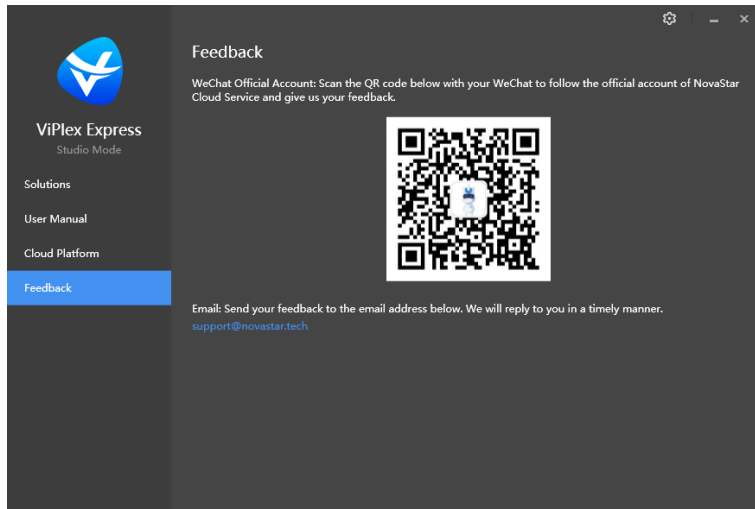 ViPlex Express
Studio Mode
Solutions
User Manual
Cloud Platform
Feedback
Feedback
WeChat Official Account: Scan the QR code below with your WeChat to follow the official account of NovaStar
Cloud Service and give us your feedback.
Email: Send your feedback to the email address below. We will reply to you in a timely manner.
support@novastar.tech